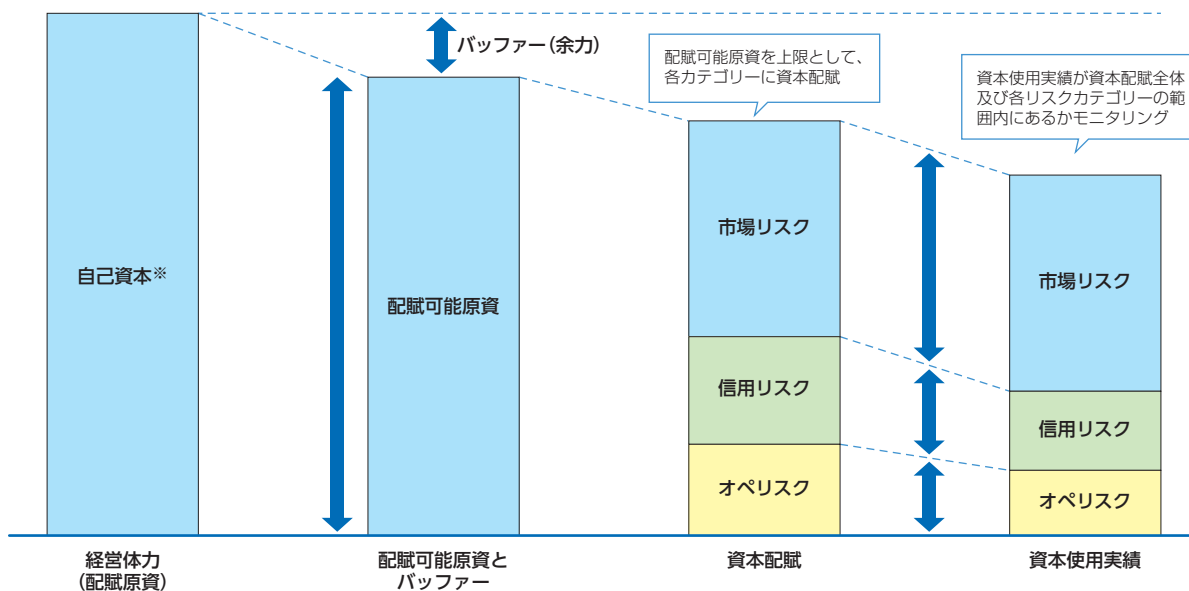 バッファー（余力）
配賦可能原資を上限として、
各カテゴリーに資本配賦
資本使用実績が資本配賦全体
及び各リスクカテゴリーの範
囲内にあるかモニタリング
自己資本※
配賦可能原資
市場リスク
信用リスク
オペリスク
市場リスク
信用リスク
オペリスク
経営体力
（配賦原資）
配賦可能原資と
バッファー
資本配賦
資本使用実績